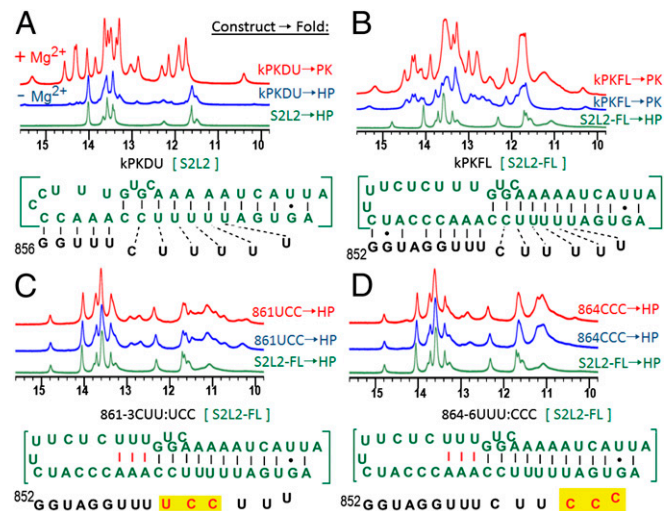 A
+ Mg2+
− Mg2+
Construct → Fold:
kPKDU→PK
kPKDU→HP
S2L2→HP
15 14 13 12 11 10
kPKDU [ S2L2 ]
856
G G U U U C U U U U U
B
kPKFL→PK
kPKFL→PK
S2L2-FL→HP
15 14 13 12 11 10
kPKFL [ S2L2-FL ]
852
G G U A G G U U U C U U U U U
C
861UCC→HP
861UCC→HP
S2L2-FL→HP
15 14 13 12 11 10
861-3CUU:UCC [ S2L2-FL ]
852
G G U A G G U U U U C C U U U
D
864CCC→HP
864CCC→HP
S2L2-FL→HP
15 14 13 12 11 10
864-6UUU:CCC [ S2L2-FL ]
852
G G U A G G U U U C U U C C C